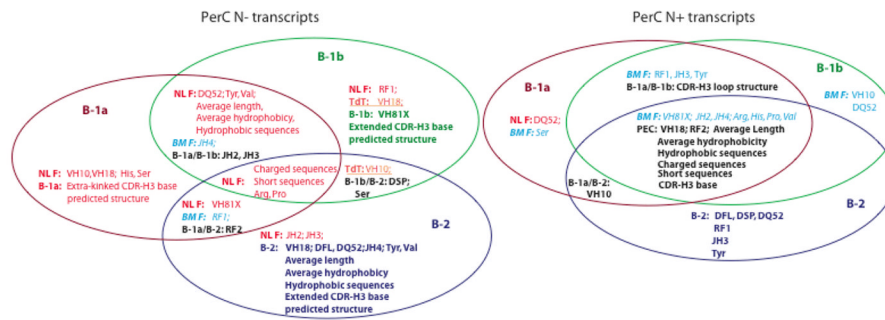 PerC N- transcripts
B-1b
B-1a
NL F: DQ52; Tyr, Val;
Average length,
Average hydrophobicy,
Hydrophobic sequences
BM F: JH4;
B-1a/B-1b: JH2, JH3
NL F: RF1;
TdT: VH18;
B-1b: VH81X
Extended CDR-H3 base
predicted structure
NL F: VH10, VH18; His, Ser
B-1a: Extra-kinked CDR-H3 base
predicted structure
Charged sequences
NL F: Short sequences
Arg, Pro
TdT: VH10;
B-1b/B-2: DSP;
Ser
NL F: VH81X
BM F: RF1;
B-1a/B-2: RF2
B-2
NL F: JH2; JH3;
B-2: VH18; DFL, DQ52; JH4; Tyr, Val
Average length
Average hydrophobicy
Hydrophobic sequences
Extended CDR-H3 base
predicted structure
PerC N+ transcripts
B-1a
B-1b
BM F: RF1, JH3, Tyr
B-1a/B-1b: CDR-H3 loop structure
BM F: VH10
DQ52
NL F: DQ52;
BM F: Ser
BM F: VH81X; JH2, JH4; Arg, His, Pro, Val
PEC: VH18; RF2; Average Length
Average hydrophobicity
Hydrophobic sequences
Charged sequences
Short sequences
CDR-H3 base
B-1a/B-2:
VH10
B-2
B-2: DFL, DSP, DQ52
RF1
JH3
Tyr